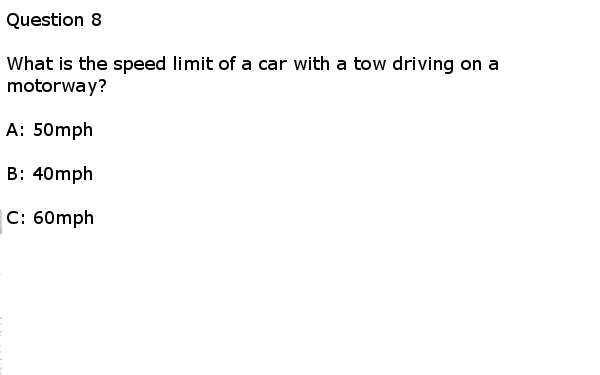 Question 8
What is the speed limit of a car with a tow driving on a
motorway?
A: 50mph
B: 40mph
C: 60mph